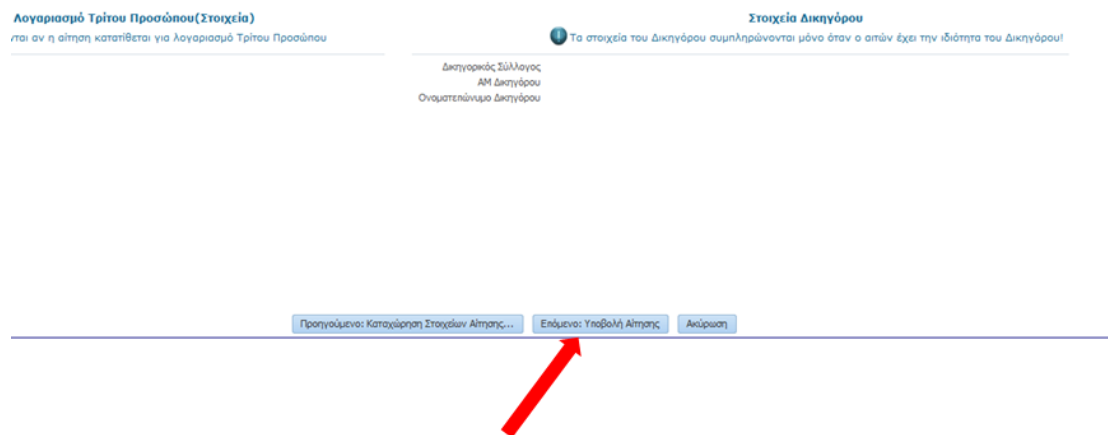 Λογαριασμό Τρίτου Προσώπου(Στοιχεία)
νται αν η αίτηση κατατίθεται για λογαριασμό Τρίτου Προσώπου
Στοιχεία Δικηγόρου
Τα στοιχεία του Δικηγόρου συμπληρώνονται μόνο όταν ο αιτών έχει την ιδιότητα του Δικηγόρου!
Δικηγορικός Σύλλογος
ΑΜ Δικηγόρου
Ονοματεπώνυμο Δικηγόρου
Προηγούμενο: Καταχώρηση Στοιχείων Αίτησης...
Επόμενο: Υποβολή Αίτησης
Ακύρωση